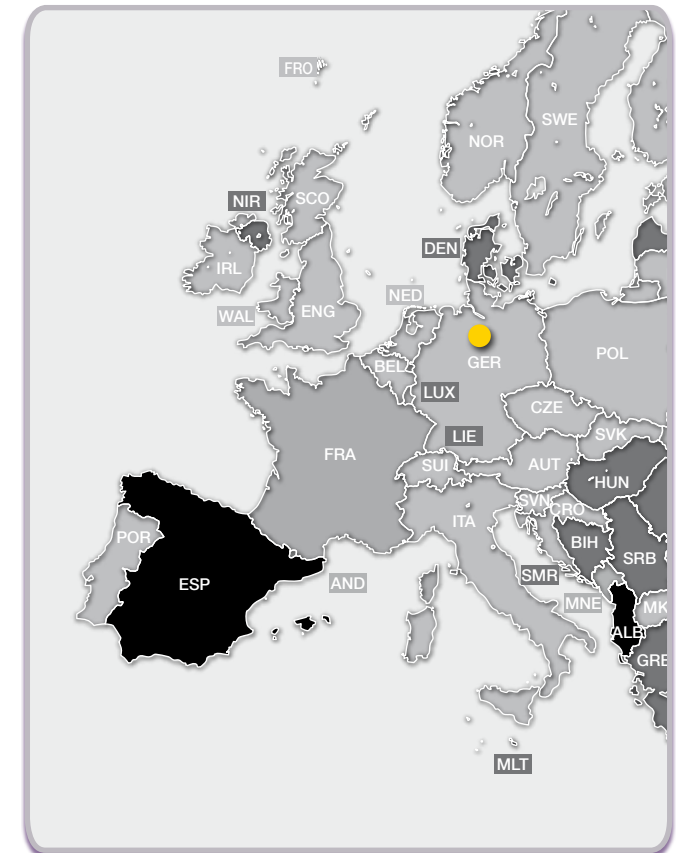 FRO
SWE
NOR
NIR
SCO
DEN
IRL
NED
WAL
ENG
POL
GER
BEL
LUX
CZE
LIE
SVK
FRA
SUI
AUT
HUN
SVN
CRO
ITA
POR
BIH
SRB
SMR
ESP
AND
MNE
MK
ALB
GRE
MLT